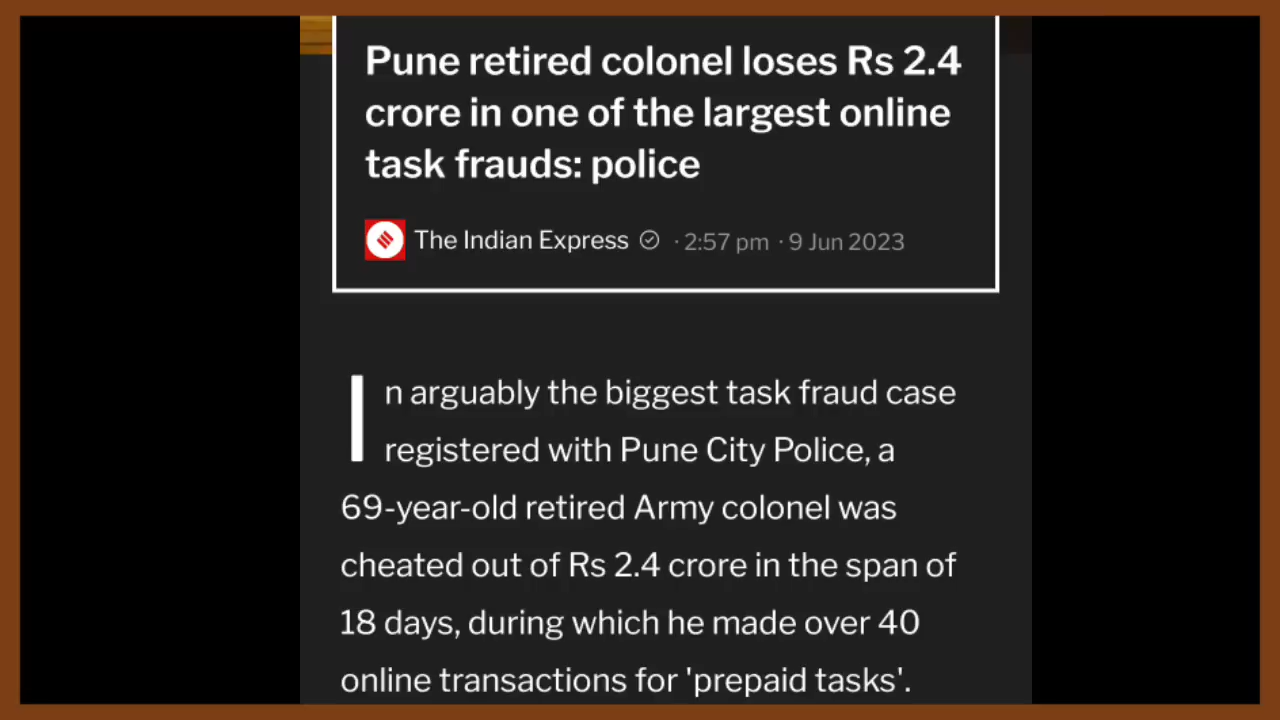 Pune retired colonel loses Rs 2.4
crore in one of the largest online
task frauds: police
The Indian Express · 2:57 pm · 9 Jun 2023
In arguably the biggest task fraud case
registered with Pune City Police, a
69-year-old retired Army colonel was
cheated out of Rs 2.4 crore in the span of
18 days, during which he made over 40
online transactions for 'prepaid tasks'.